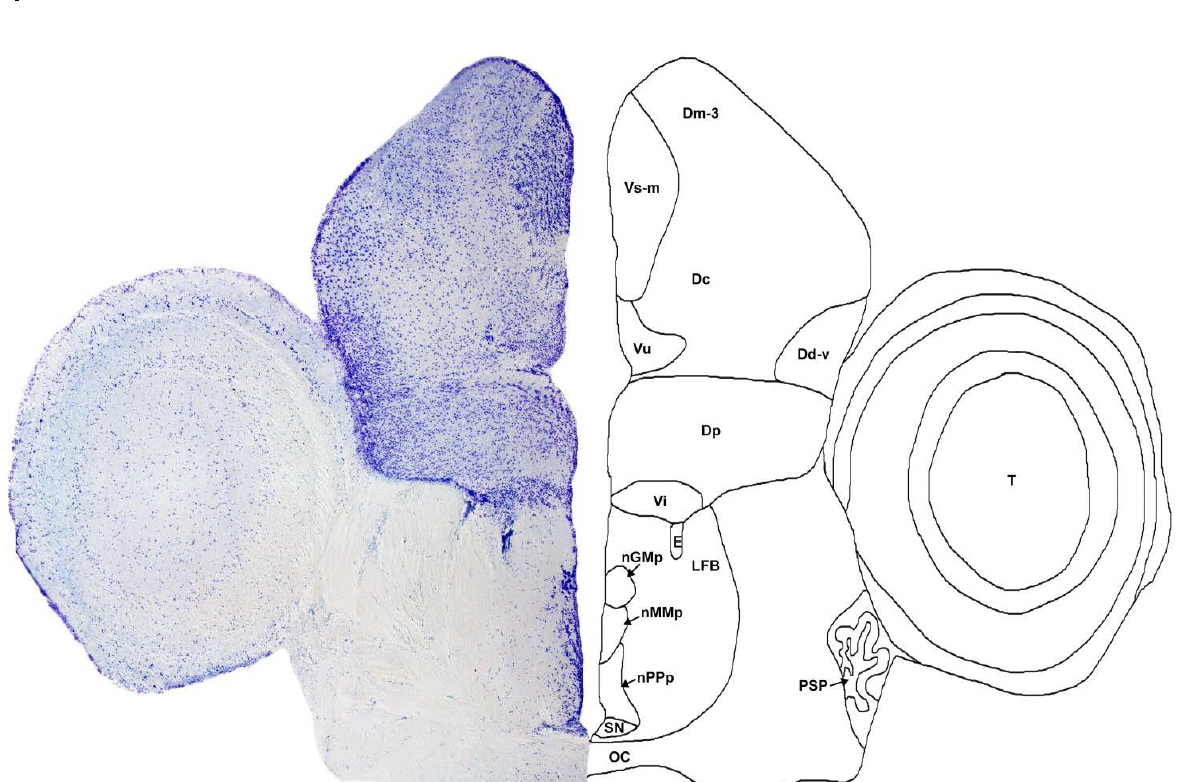 Dm-3
Vs-m
Dc
Vu
Dd-v
Dp
T
Vi
E
nGMp
LFB
nMMp
nPPp
PSP
SN
OC